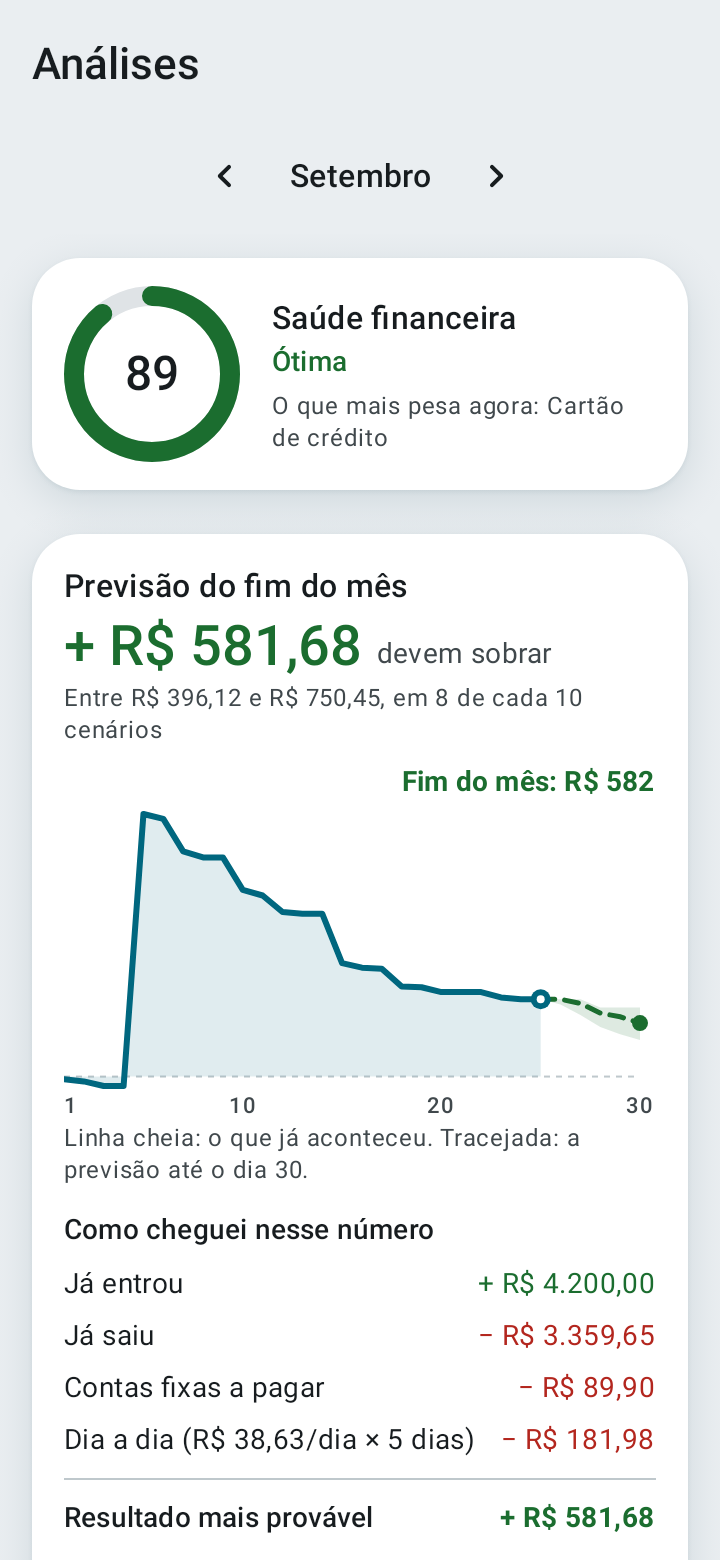 Análises
Setembro
89
Saúde financeira
Ótima
O que mais pesa agora: Cartão
de crédito
Previsão do fim do mês
+ R$ 581,68 devem sobrar
Entre R$ 396,12 e R$ 750,45, em 8 de cada 10
cenários
Fim do mês: R$ 582
1 10 20 30
Linha cheia: o que já aconteceu. Tracejada: a
previsão até o dia 30.
Como cheguei nesse número
Já entrou + R$ 4.200,00
Já saiu − R$ 3.359,65
Contas fixas a pagar − R$ 89,90
Dia a dia (R$ 38,63/dia × 5 dias) − R$ 181,98
Resultado mais provável + R$ 581,68